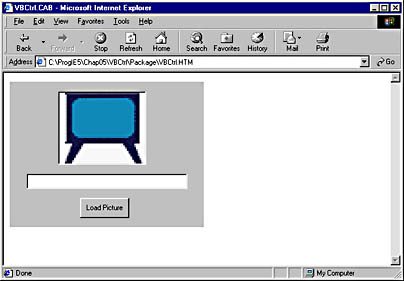 VBCtrl.CAB - Microsoft Internet Explorer
File Edit View Favorites Tools Help
Back Forward Stop Refresh Home Search Favorites History Mail Print
Address C:\ProgIE5\Chap05\VBCtrl\Package\VBCtrl.HTM Go
Load Picture
Done My Computer